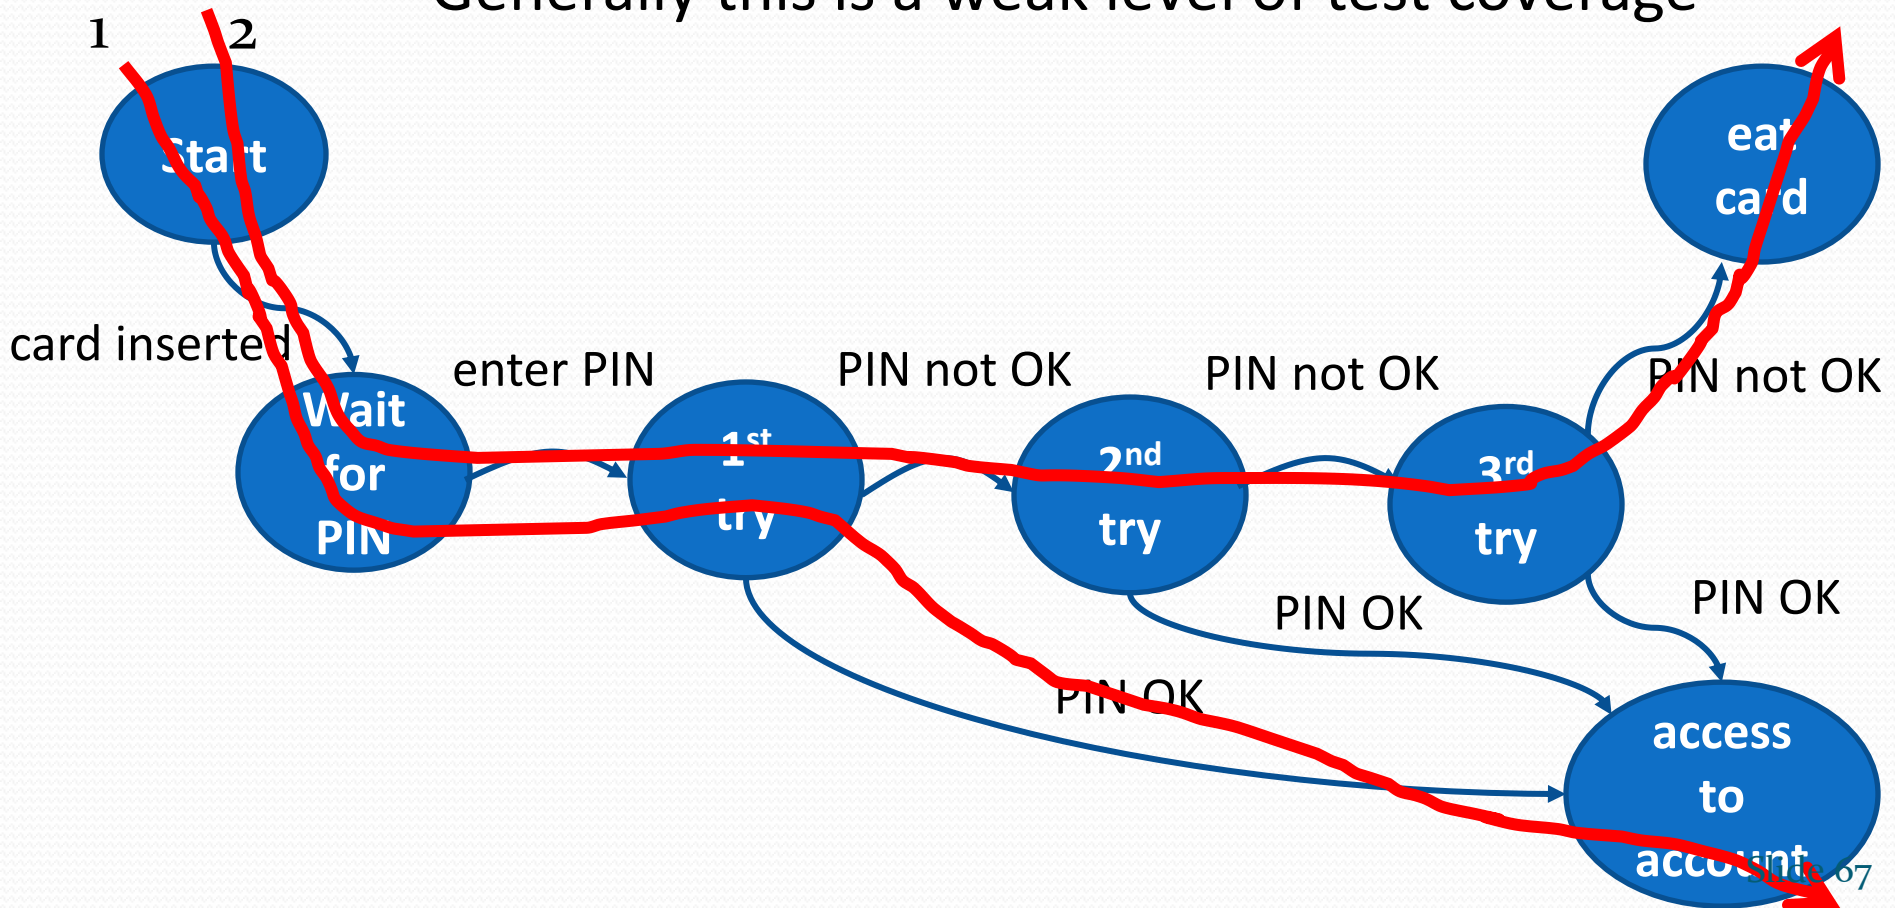 Generally this is a weak level of test coverage
1
2
Start
eat
card
card inserted
enter PIN
PIN not OK
PIN not OK
PIN not OK
Wait
for
PIN
1st
try
2nd
try
3rd
try
PIN OK
PIN OK
PIN OK
access
to
account
Slide 67